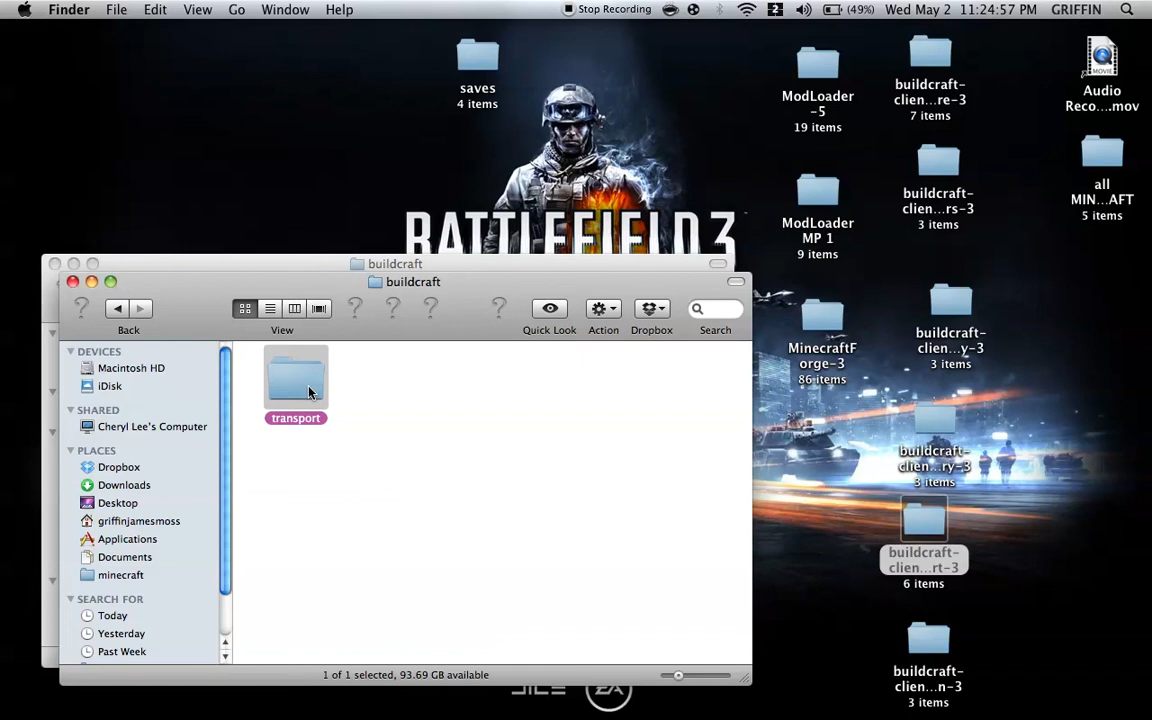 Finder File Edit View Go Window Help Stop Recording 2 (49%) Wed May 2 11:24:57 PM GRIFFIN
saves
4 items
ModLoader
-5
19 items
buildcraft-
clien...re-3
7 items
Audio
Reco....mov
ModLoader
MP 1
9 items
buildcraft-
clien...rs-3
3 items
all
MIN...AFT
5 items
BATTLEFIELD 3
MinecraftF
orge-3
86 items
buildcraft-
clien...y-3
3 items
buildcraft-
clien...ry-3
3 items
buildcraft-
clien...rt-3
6 items
buildcraft-
clien...n-3
3 items
buildcraft
buildcraft
Back View Quick Look Action Dropbox Search
DEVICES
Macintosh HD
iDisk
SHARED
Cheryl Lee's Computer
PLACES
Dropbox
Downloads
Desktop
griffinjamesmoss
Applications
Documents
minecraft
SEARCH FOR
Today
Yesterday
Past Week
transport
1 of 1 selected, 93.69 GB available
EA